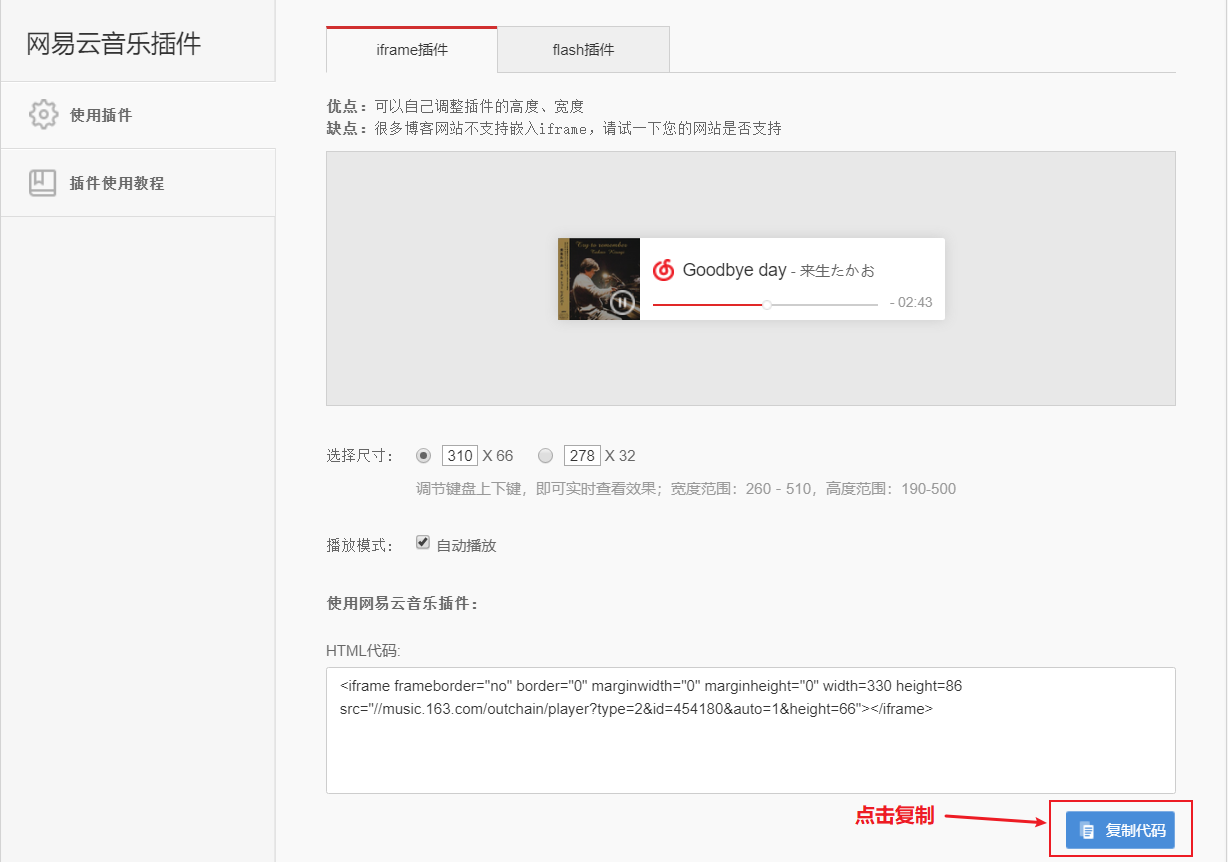 网易云音乐插件
使用插件
插件使用教程
iframe插件
flash插件
优点：可以自己调整插件的高度、宽度
缺点：很多博客网站不支持嵌入iframe，请试一下您的网站是否支持
Cry to remember
Goodbye day - 来生たかお
- 02:43
选择尺寸： 310 X 66 278 X 32
调节键盘上下键，即可实时查看效果；宽度范围：260 - 510，高度范围：190-500
播放模式： 自动播放
使用网易云音乐插件：
HTML代码:
<iframe frameborder="no" border="0" marginwidth="0" marginheight="0" width=330 height=86
src="//music.163.com/outchain/player?type=2&id=454180&auto=1&height=66"></iframe>
点击复制
复制代码